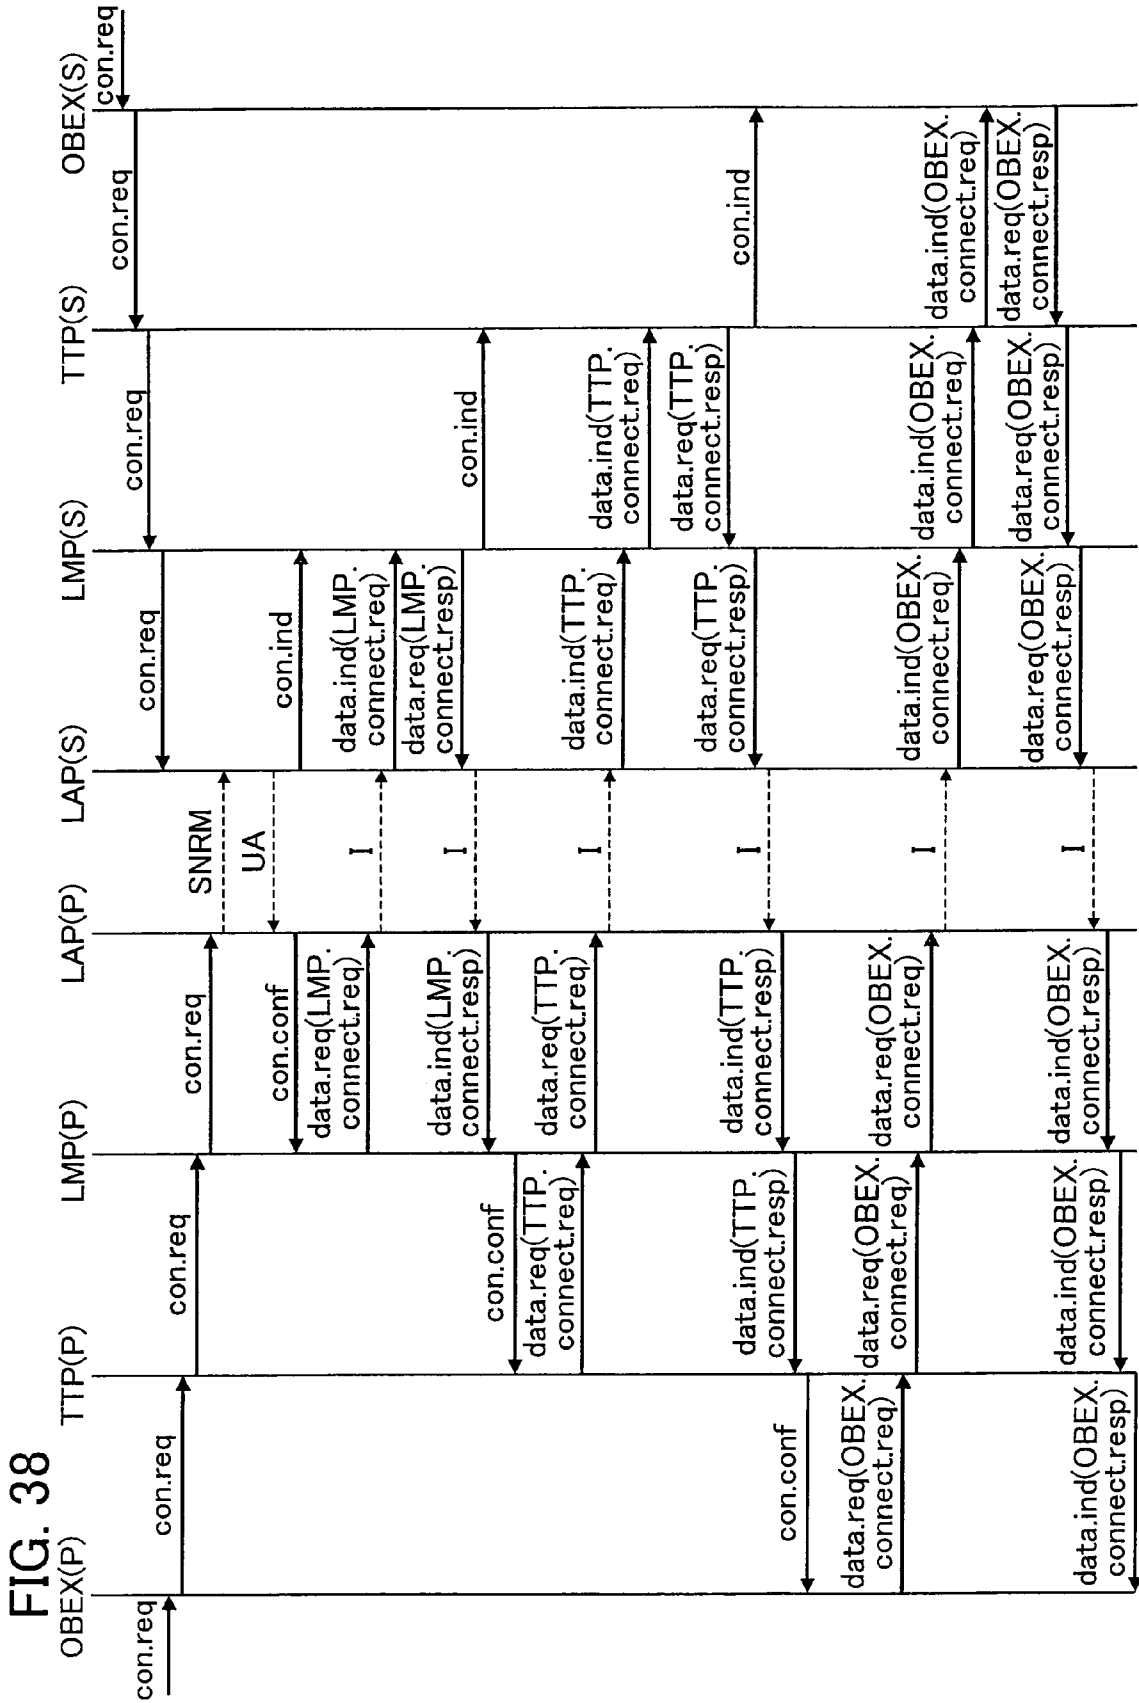 FIG. 38
OBEX(P)
TTP(P)
LMP(P)
LAP(P)
LAP(S)
LMP(S)
TTP(S)
OBEX(S)
con.req
con.req
con.req
con.req
con.req
con.req
con.req
con.req
SNRM
UA
con.conf
con.ind
data.req(LMP.
connect.req)
I
data.ind(LMP.
connect.req)
data.req(LMP.
connect.resp)
I
data.ind(LMP.
connect.resp)
con.ind
con.conf
data.req(TTP.
connect.req)
data.req(TTP.
connect.req)
I
data.ind(TTP.
connect.req)
data.ind(TTP.
connect.req)
data.req(TTP.
connect.resp)
data.req(TTP.
connect.resp)
con.ind
I
data.ind(TTP.
connect.resp)
data.ind(TTP.
connect.resp)
con.conf
data.req(OBEX.
connect.req)
data.req(OBEX.
connect.req)
data.req(OBEX.
connect.req)
I
data.ind(OBEX.
connect.req)
data.ind(OBEX.
connect.req)
data.ind(OBEX.
connect.req)
data.req(OBEX.
connect.resp)
data.req(OBEX.
connect.resp)
data.req(OBEX.
connect.resp)
I
data.ind(OBEX.
connect.resp)
data.ind(OBEX.
connect.resp)
data.ind(OBEX.
connect.resp)